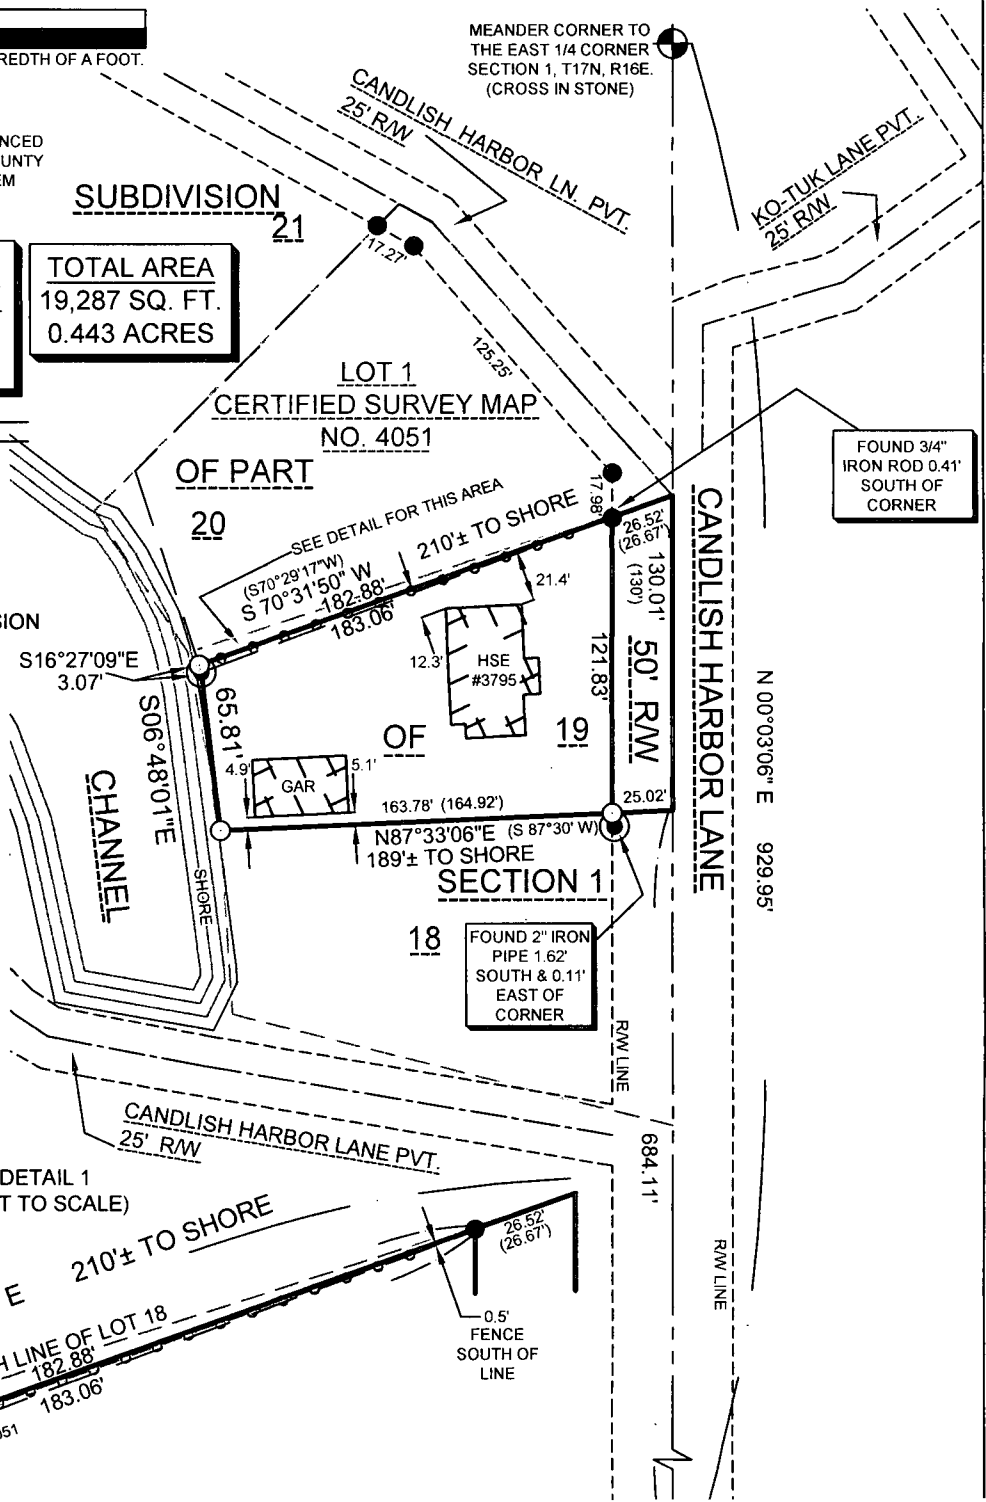 REDTH OF A FOOT.
MEANDER CORNER TO
THE EAST 1/4 CORNER
SECTION 1, T17N, R16E.
(CROSS IN STONE)
CANDLISH HARBOR LN. PVT.
25' R/W
KO-TUK LANE PVT.
25' R/W
NCED
UNTY
EM
SUBDIVISION
21
17.27'
TOTAL AREA
19,287 SQ. FT.
0.443 ACRES
125.25'
LOT 1
CERTIFIED SURVEY MAP
NO. 4051
OF PART
20
FOUND 3/4"
IRON ROD 0.41'
SOUTH OF
CORNER
17.98'
SEE DETAIL FOR THIS AREA
210'± TO SHORE
26.52'
(26.67')
(S70°29'17"W)
S 70°31'50" W
182.88'
183.06'
21.4'
12.3'
HSE
#3795
130.01'
(130')
121.83'
50' R/W
CANDLISH HARBOR LANE
N 00°03'06" E 929.95'
SION
S16°27'09"E
3.07'
65.81'
S06°48'01"E
OF
19
CHANNEL
4.9'
GAR
5.1'
163.78' (164.92')
25.02'
N87°33'06"E (S 87°30' W)
189'± TO SHORE
SECTION 1
SHORE
18
FOUND 2" IRON
PIPE 1.62'
SOUTH & 0.11'
EAST OF
CORNER
R/W LINE
CANDLISH HARBOR LANE PVT.
25' R/W
684.11'
DETAIL 1
T TO SCALE)
210'± TO SHORE
26.52'
(26.67')
R/W LINE
E
H LINE OF LOT 18
182.88'
183.06'
0.5'
FENCE
SOUTH OF
LINE
051